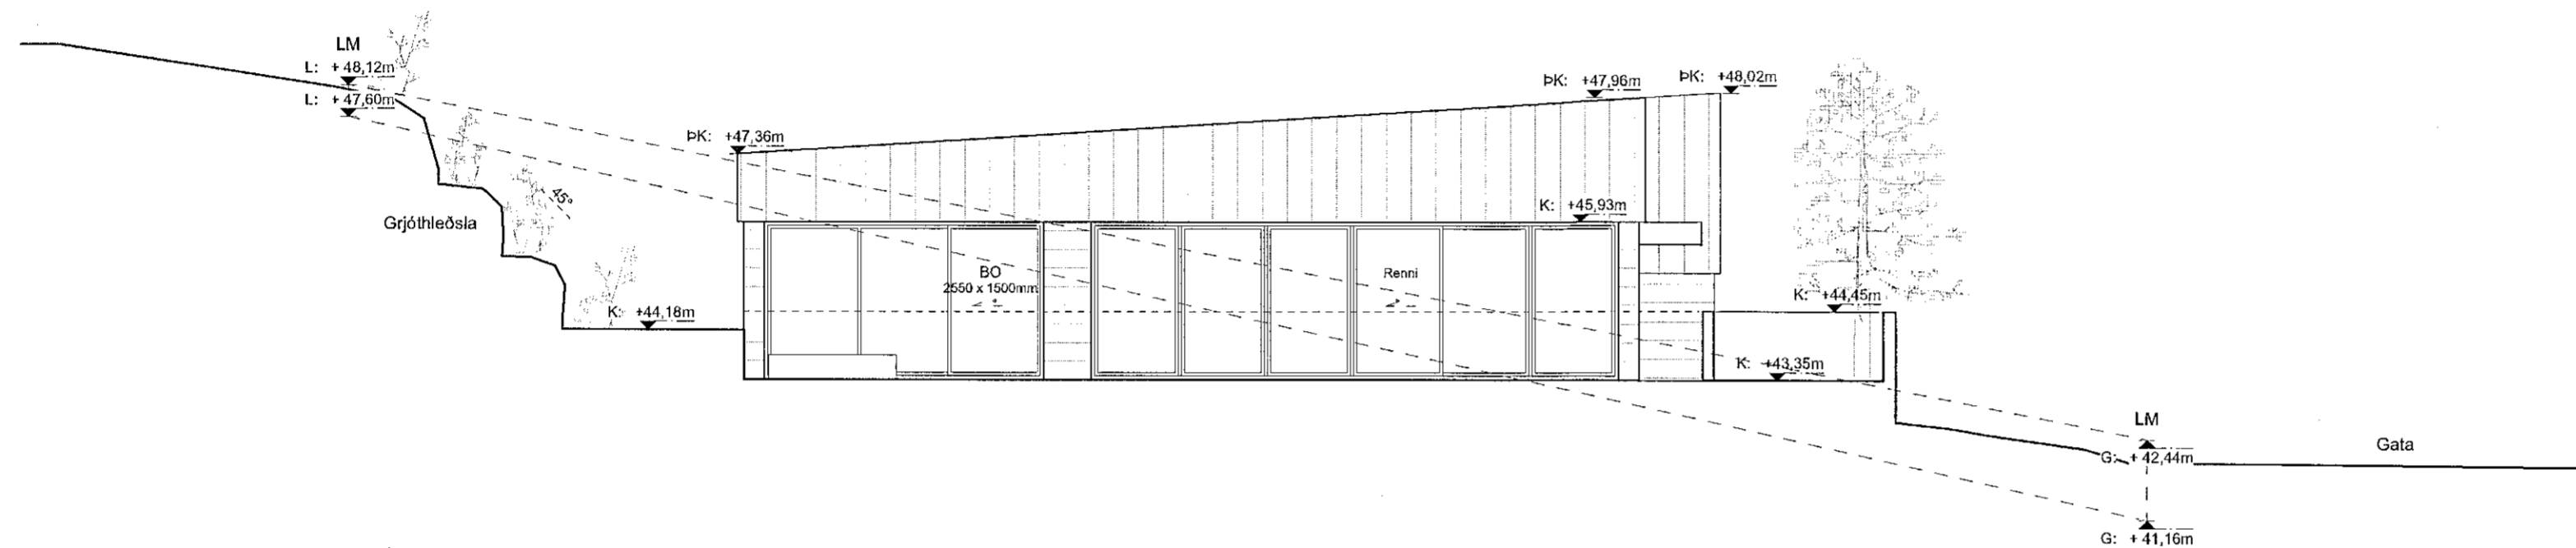 LM
L: + 48,12m
L: + 47,60m
Grjóthleðsla
45°
K: +44,18m
ÞK: +47,36m
BO
2550 x 1500mm
Renni
ÞK: +47,96m
ÞK: +48,02m
K: +45,93m
K: +44,45m
K: +43,35m
LM
G: + 42,44m
G: + 41,16m
Gata